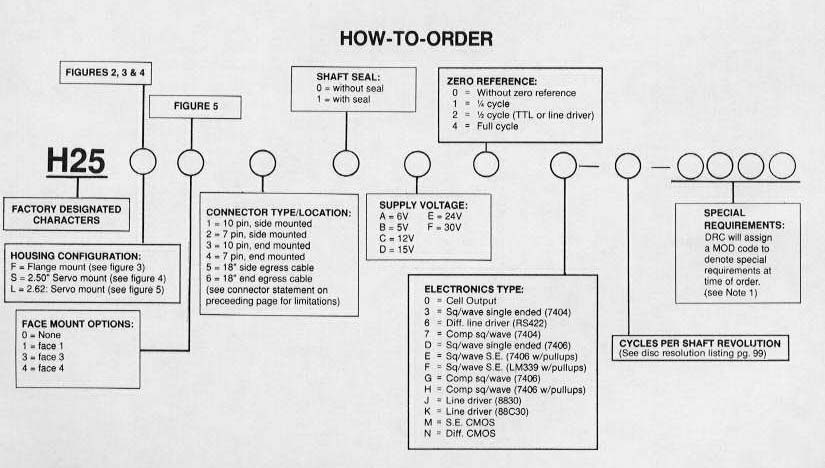 HOW-TO-ORDER
FIGURES 2, 3 & 4
FIGURE 5
SHAFT SEAL:
0 = without seal
1 = with seal
ZERO REFERENCE:
0 = Without zero reference
1 = ¼ cycle
2 = ½ cycle (TTL or line driver)
4 = Full cycle
H25
FACTORY DESIGNATED
CHARACTERS
HOUSING CONFIGURATION:
F = Flange mount (see figure 3)
S = 2.50" Servo mount (see figure 4)
L = 2.62: Servo mount (see figure 5)
FACE MOUNT OPTIONS:
0 = None
1 = face 1
3 = face 3
4 = face 4
CONNECTOR TYPE/LOCATION:
1 = 10 pin, side mounted
2 = 7 pin, side mounted
3 = 10 pin, end mounted
4 = 7 pin, end mounted
5 = 18" side egress cable
6 = 18" end egress cable
(see connector statement on
preceeding page for limitations)
SUPPLY VOLTAGE:
A = 6V E = 24V
B = 5V F = 30V
C = 12V
D = 15V
ELECTRONICS TYPE:
0 = Cell Output
3 = Sq/wave single ended (7404)
6 = Diff. line driver (RS422)
7 = Comp sq/wave (7404)
D = Sq/wave single ended (7406)
E = Sq/wave S.E. (7406 w/pullups)
F = Sq/wave S.E. (LM339 w/pullups)
G = Comp sq/wave (7406)
H = Comp sq/wave (7406 w/pullups)
J = Line driver (8830)
K = Line driver (88C30)
M = S.E. CMOS
N = Diff. CMOS
CYCLES PER SHAFT REVOLUTION
(See disc resolution listing pg. 99)
SPECIAL
REQUIREMENTS:
DRC will assign
a MOD code to
denote special
requirements at
time of order.
(see Note 1)